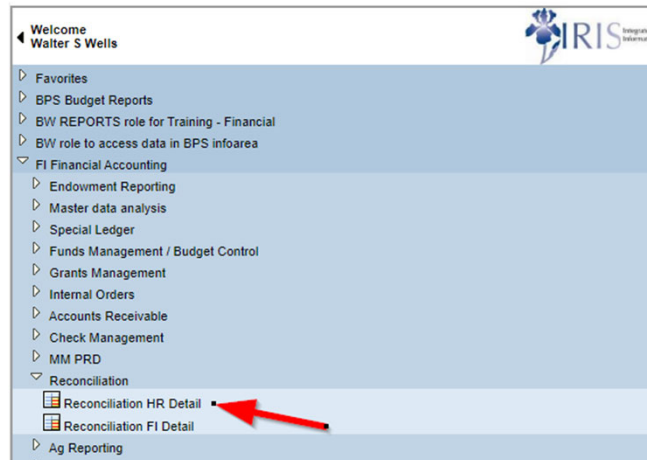 Welcome
Walter S Wells
IRIS
Favorites
BPS Budget Reports
BW REPORTS role for Training - Financial
BW role to access data in BPS infoarea
FI Financial Accounting
Endowment Reporting
Master data analysis
Special Ledger
Funds Management / Budget Control
Grants Management
Internal Orders
Accounts Receivable
Check Management
MM PRD
Reconciliation
Reconciliation HR Detail
Reconciliation FI Detail
Ag Reporting